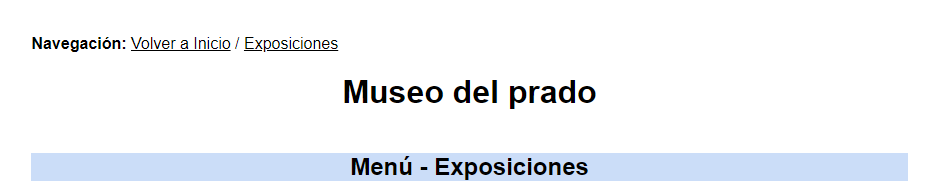 Navegación: Volver a Inicio / Exposiciones
Museo del prado
Menú - Exposiciones